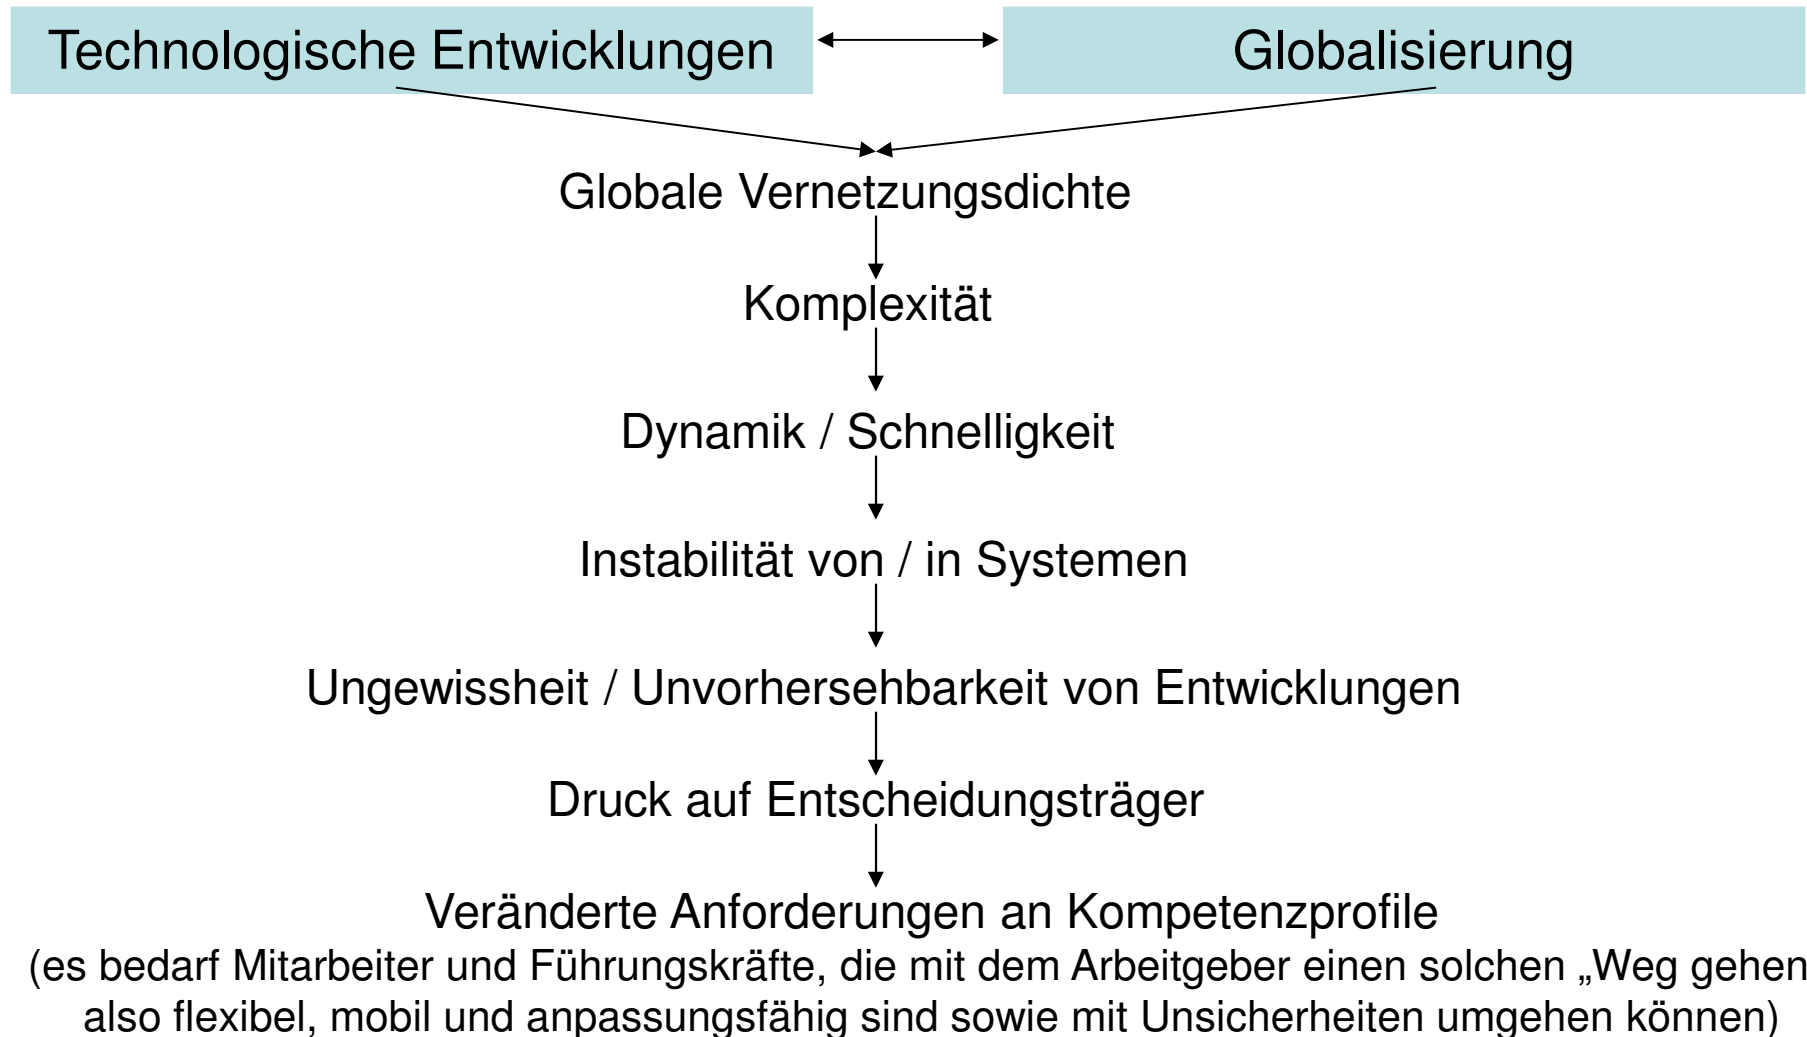 Technologische Entwicklungen
Globalisierung
Globale Vernetzungsdichte
Komplexität
Dynamik / Schnelligkeit
Instabilität von / in Systemen
Ungewissheit / Unvorhersehbarkeit von Entwicklungen
Druck auf Entscheidungsträger
Veränderte Anforderungen an Kompetenzprofile
(es bedarf Mitarbeiter und Führungskräfte, die mit dem Arbeitgeber einen solchen „Weg gehen
also flexibel, mobil und anpassungsfähig sind sowie mit Unsicherheiten umgehen können)